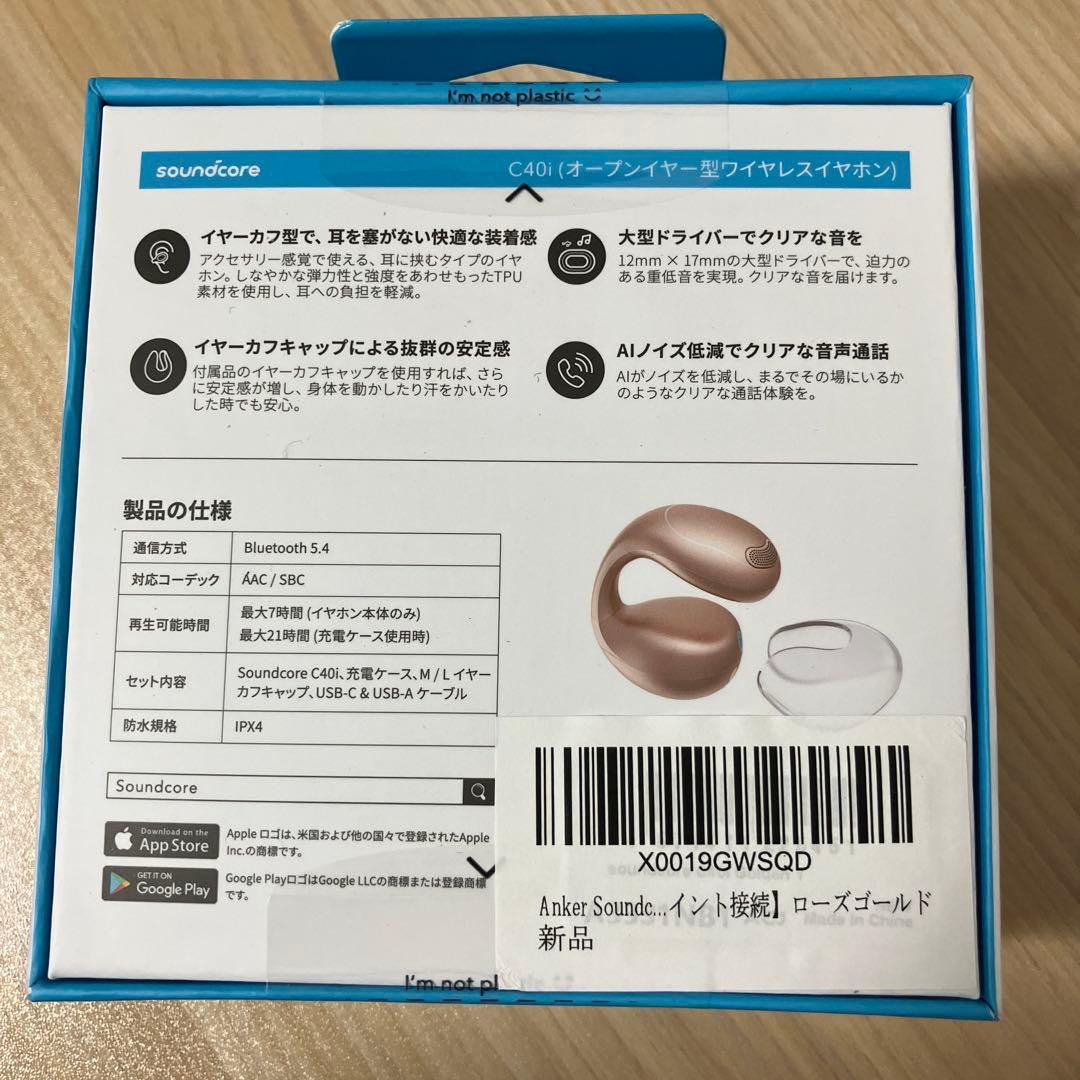 I'm not plastic
soundcore
C40i (オープンイヤー型ワイヤレスイヤホン)
イヤーカフ型で、耳を塞がない快適な装着感
アクセサリー感覚で使える、耳に挟むタイプのイヤ
ホン。しなやかな弾力性と強度をあわせもったTPU
素材を使用し、耳への負担を軽減。
大型ドライバーでクリアな音を
12mm × 17mmの大型ドライバーで、迫力の
ある重低音を実現。クリアな音を届けます。
イヤーカフキャップによる抜群の安定感
付属品のイヤーカフキャップを使用すれば、さら
に安定感が増し、身体を動かしたり汗をかいたり
した時でも安心。
AIノイズ低減でクリアな音声通話
AIがノイズを低減し、まるでその場にいるか
のようなクリアな通話体験を。
製品の仕様
通信方式 Bluetooth 5.4
対応コーデック AAC / SBC
再生可能時間 最大7時間 (イヤホン本体のみ)
最大21時間 (充電ケース使用時)
セット内容 Soundcore C40i、充電ケース、M / L イヤー
カフキャップ、USB-C & USB-A ケーブル
防水規格 IPX4
Soundcore
Download on the
App Store
Apple ロゴは、米国および他の国々で登録されたApple
Inc.の商標です。
GET IT ON
Google Play
Google PlayロゴはGoogle LLCの商標または登録商標
です。
X0019GWSQD
Anker Soundc...イント接続】ローズゴールド
新品
Made in China
I'm not pl